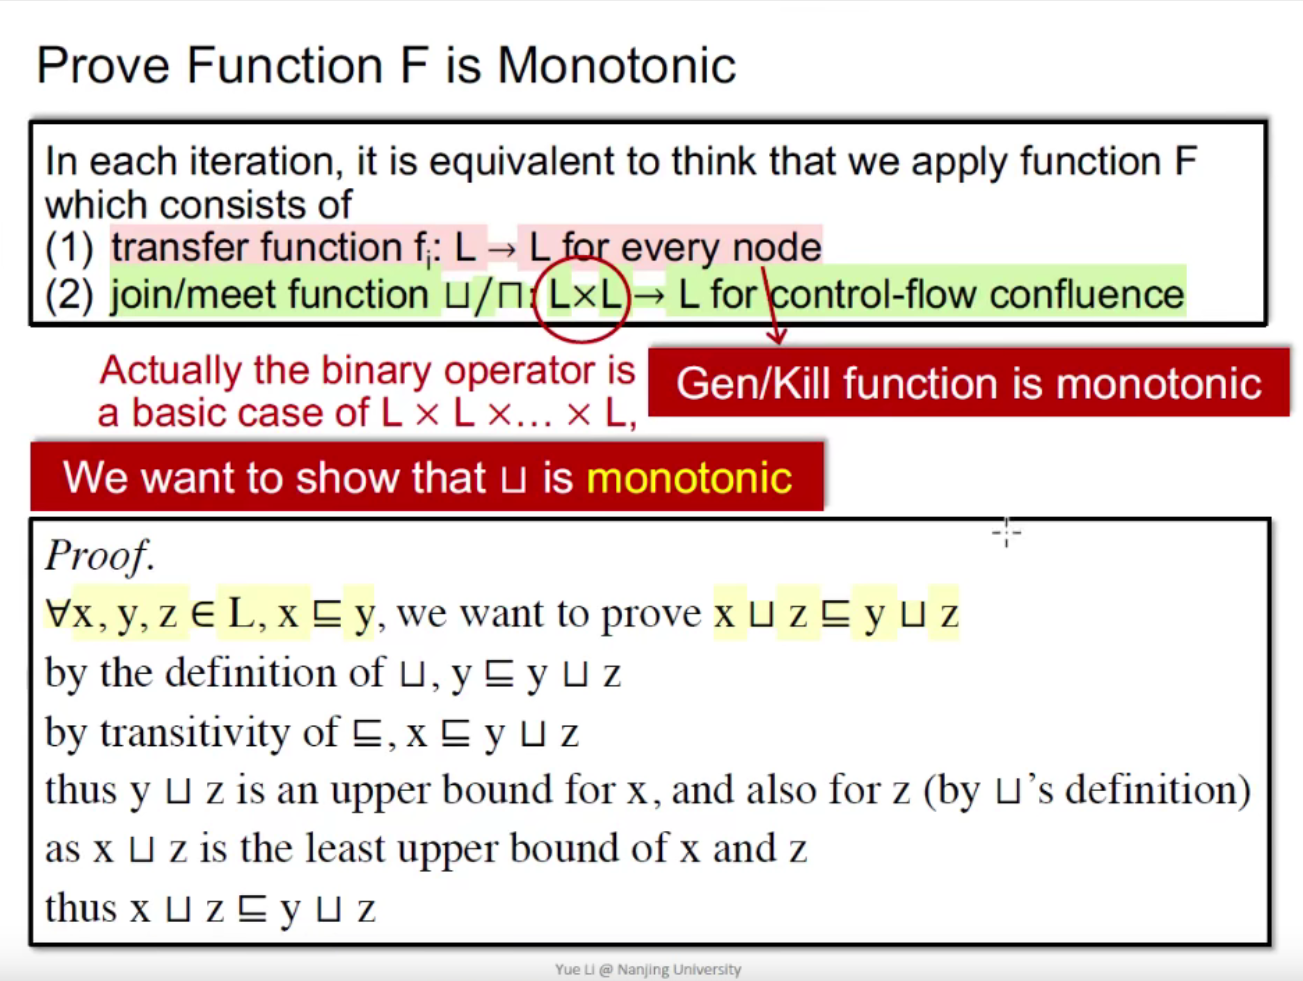 Prove Function F is Monotonic
In each iteration, it is equivalent to think that we apply function F
which consists of
(1) transfer function fᵢ: L → L for every node
(2) join/meet function ⊔/⊓: L×L → L for control-flow confluence
Actually the binary operator is
a basic case of L × L ×… × L,
Gen/Kill function is monotonic
We want to show that ⊔ is monotonic
Proof.
∀x, y, z ∈ L, x ⊑ y, we want to prove x ⊔ z ⊑ y ⊔ z
by the definition of ⊔, y ⊑ y ⊔ z
by transitivity of ⊑, x ⊑ y ⊔ z
thus y ⊔ z is an upper bound for x, and also for z (by ⊔’s definition)
as x ⊔ z is the least upper bound of x and z
thus x ⊔ z ⊑ y ⊔ z
Yue Li @ Nanjing University